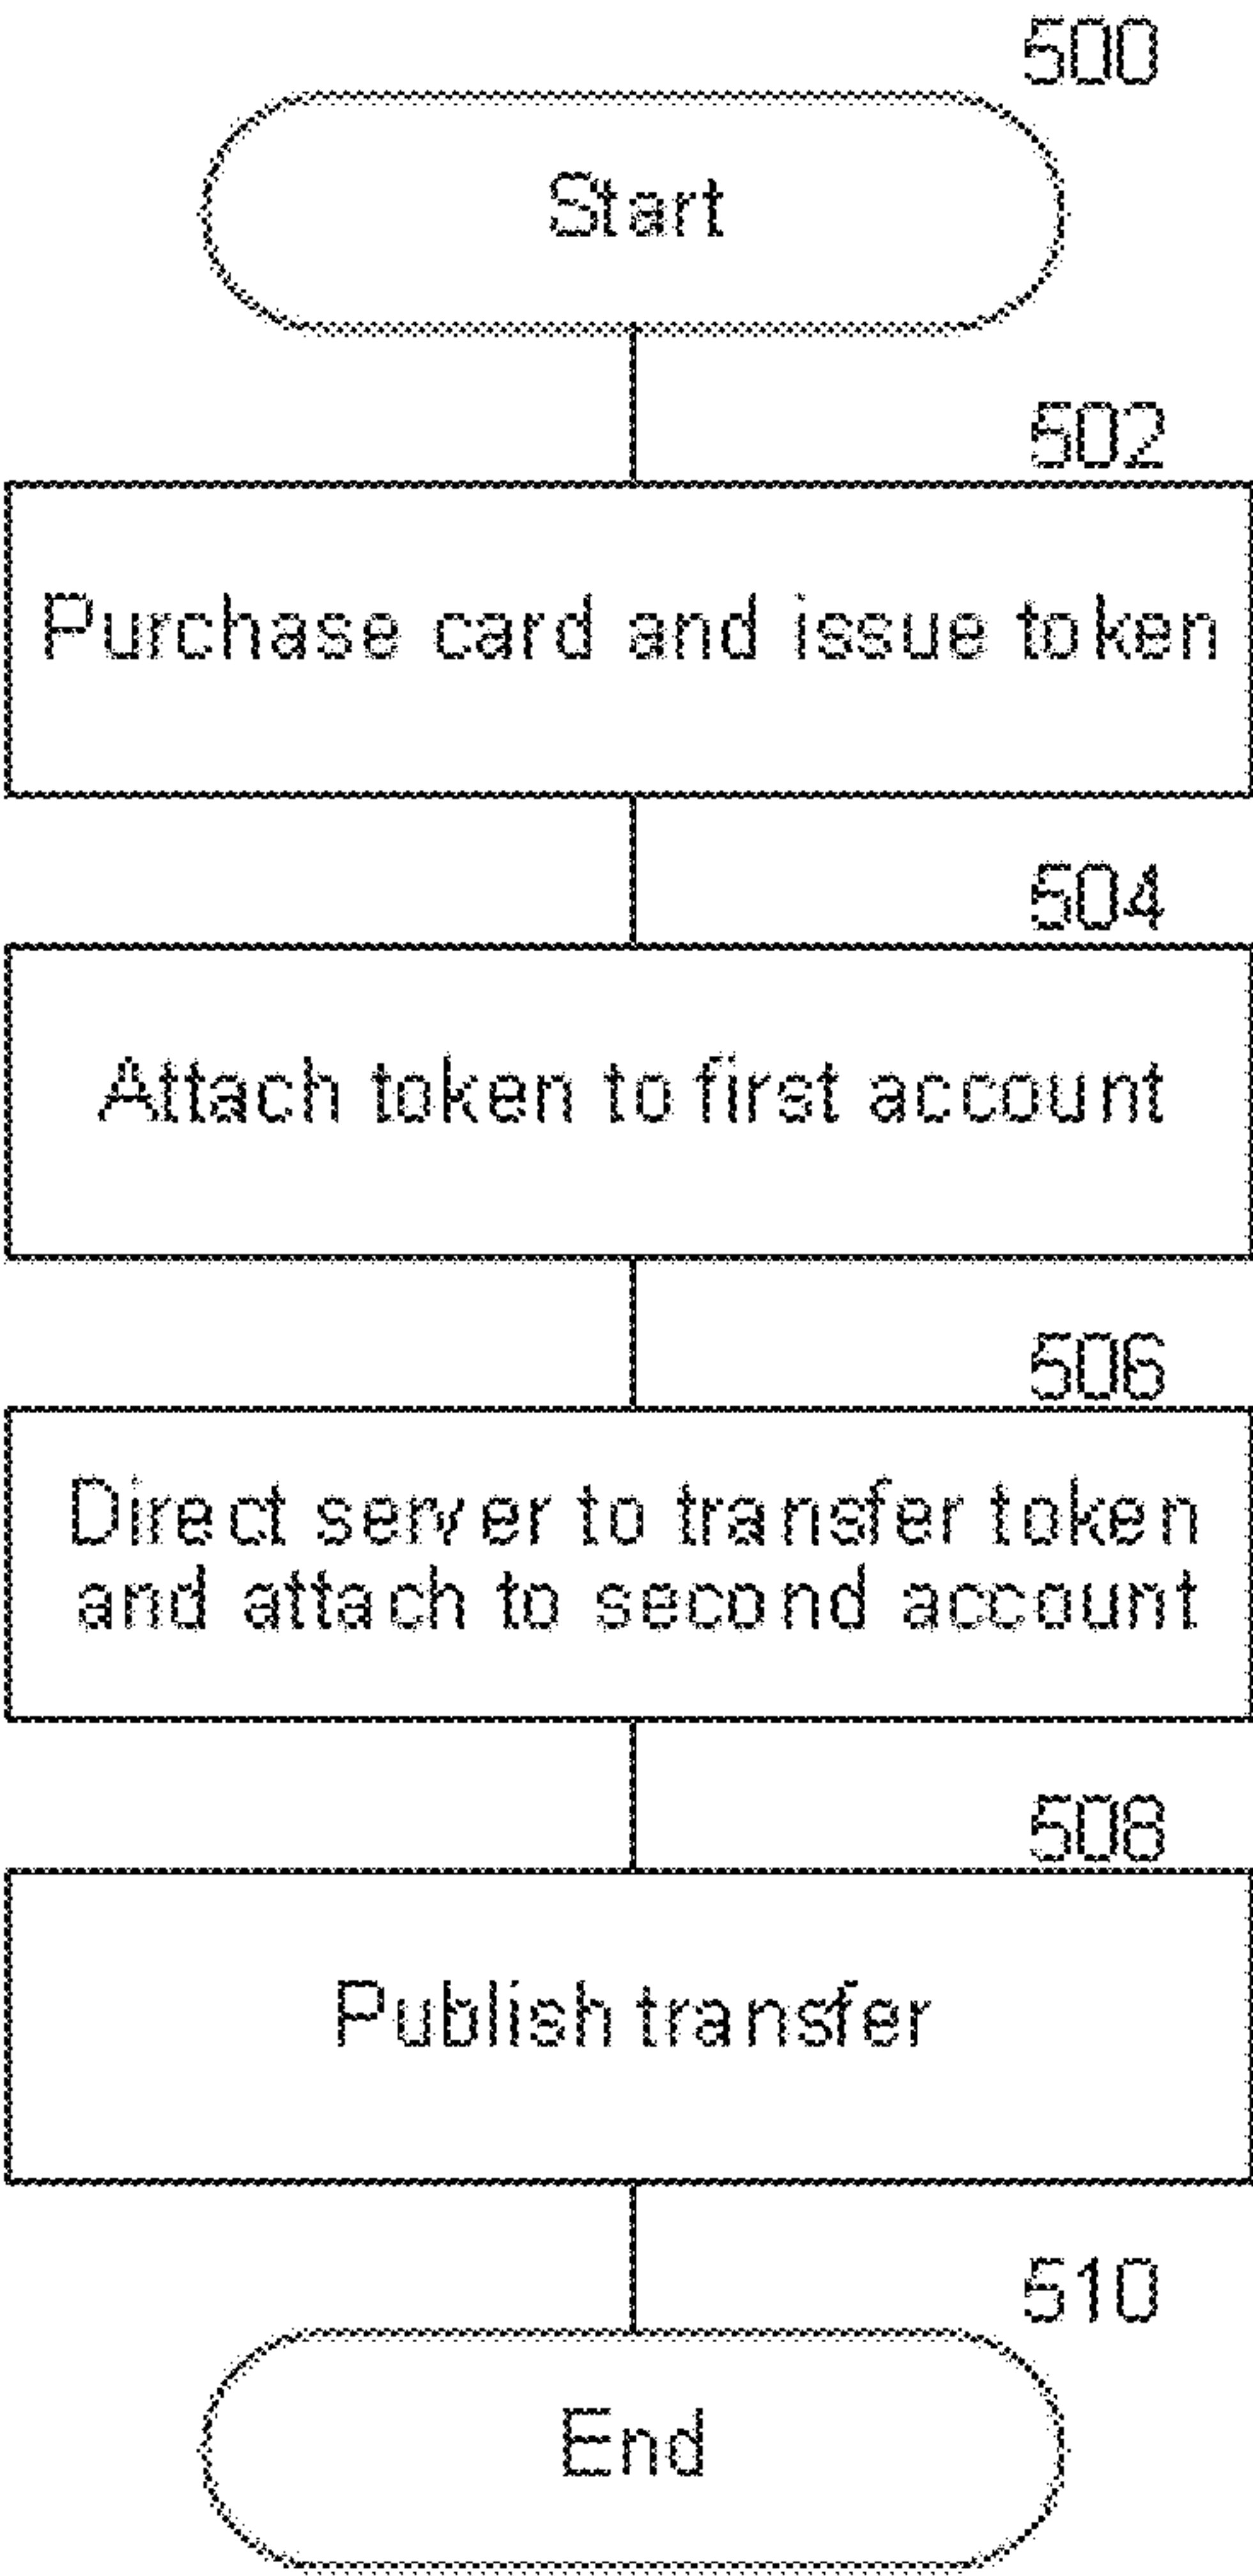 500
Start
502
Purchase card and issue token
504
Attach token to first account
506
Direct server to transfer token
and attach to second account
508
Publish transfer
510
End